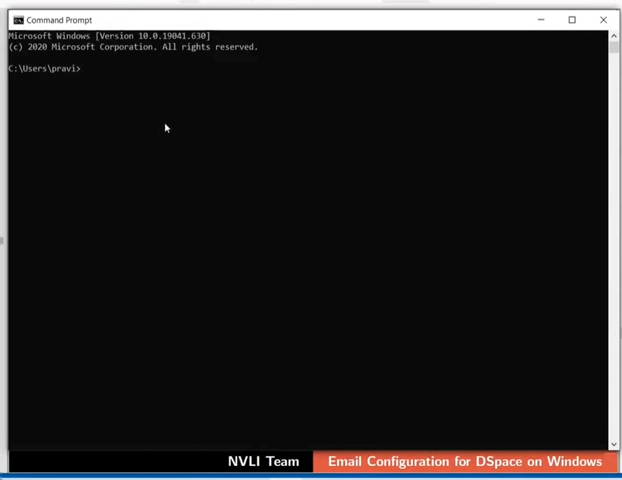 Command Prompt
Microsoft Windows [Version 10.0.19041.630]
(c) 2020 Microsoft Corporation. All rights reserved.
C:\Users\pravi>
NVLI Team
Email Configuration for DSpace on Windows